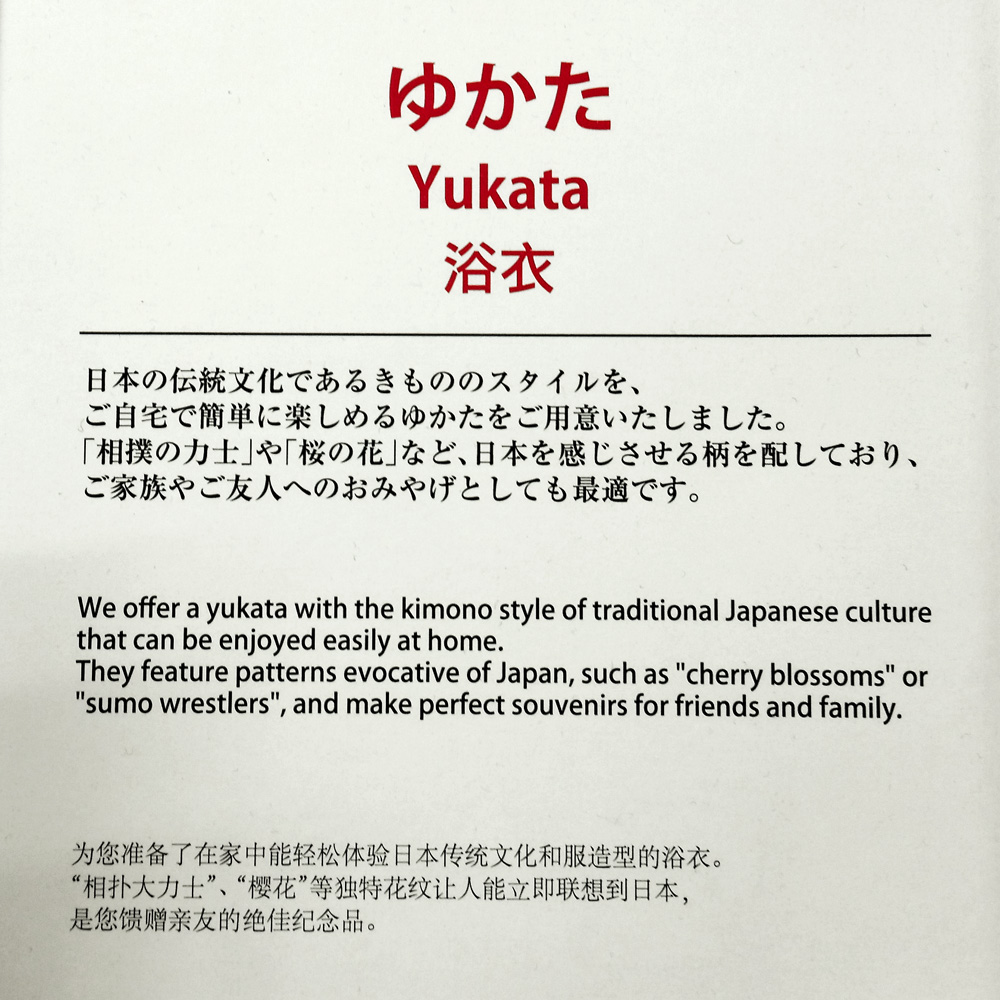 ゆかた
Yukata
浴衣
日本の伝統文化であるきもののスタイルを、
ご自宅で簡単に楽しめるゆかたをご用意いたしました。
「相撲の力士」や「桜の花」など、日本を感じさせる柄を配しており、
ご家族やご友人へのおみやげとしても最適です。
We offer a yukata with the kimono style of traditional Japanese culture
that can be enjoyed easily at home.
They feature patterns evocative of Japan, such as "cherry blossoms" or
"sumo wrestlers", and make perfect souvenirs for friends and family.
为您准备了在家中能轻松体验日本传统文化和服造型的浴衣。
“相扑大力士”、“樱花”等独特花纹让人能立即联想到日本，
是您馈赠亲友的绝佳纪念品。